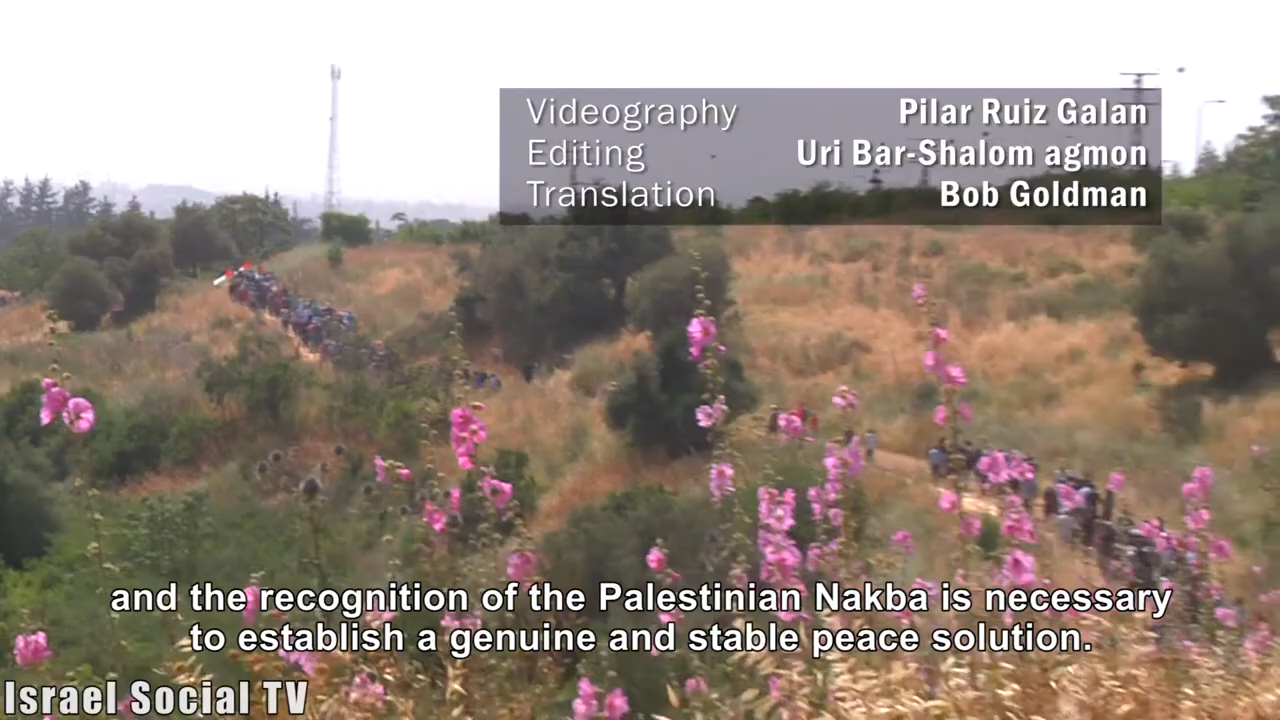 Videography Pilar Ruiz Galan
Editing Uri Bar-Shalom agmon
Translation Bob Goldman
and the recognition of the Palestinian Nakba is necessary
to establish a genuine and stable peace solution.
Israel Social TV